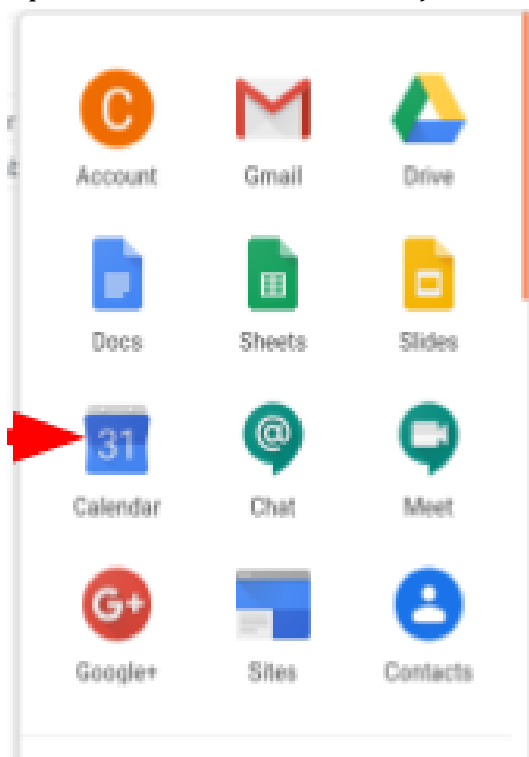 C
Account Gmail Drive
Docs Sheets Slides
31 @
Calendar Chat Meet
G+
Google+ Sites Contacts